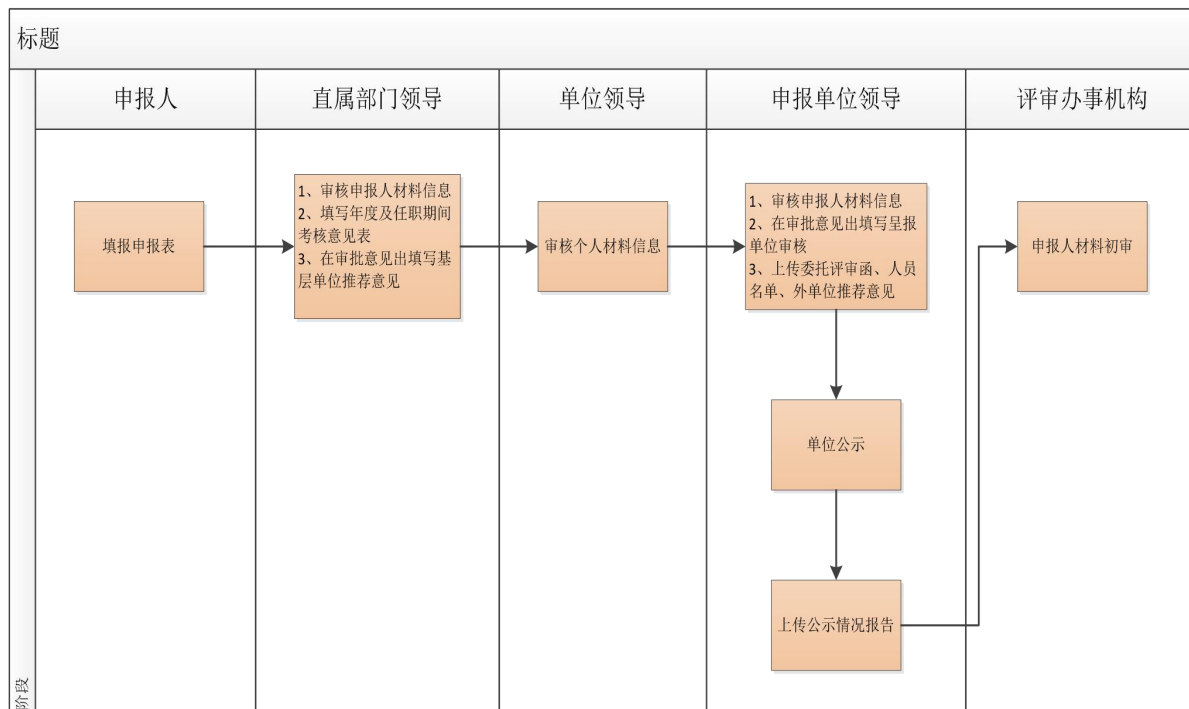 标题
申报人
直属部门领导
单位领导
申报单位领导
评审办事机构
填报申报表
1、审核申报人材料信息
2、填写年度及任职期间
考核意见表
3、在审批意见出填写基
层单位推荐意见
审核个人材料信息
1、审核申报人材料信息
2、在审批意见出填写呈报
单位审核
3、上传委托评审函、人员
名单、外单位推荐意见
申报人材料初审
单位公示
上传公示情况报告
阶段